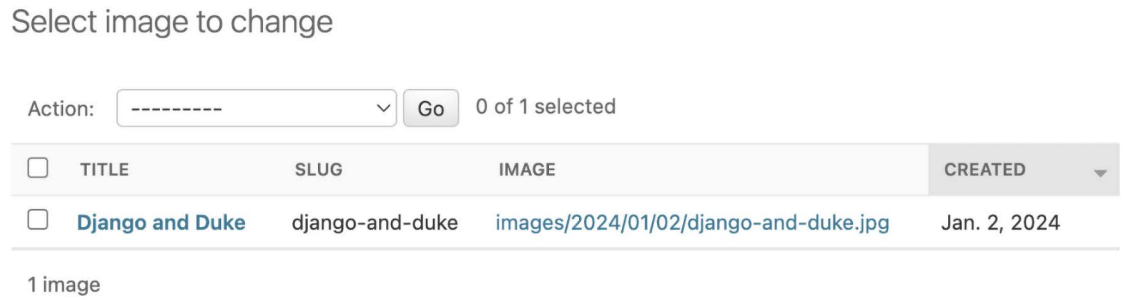 Select image to change
Action: --------- Go 0 of 1 selected
TITLE SLUG IMAGE CREATED
Django and Duke django-and-duke images/2024/01/02/django-and-duke.jpg Jan. 2, 2024
1 image